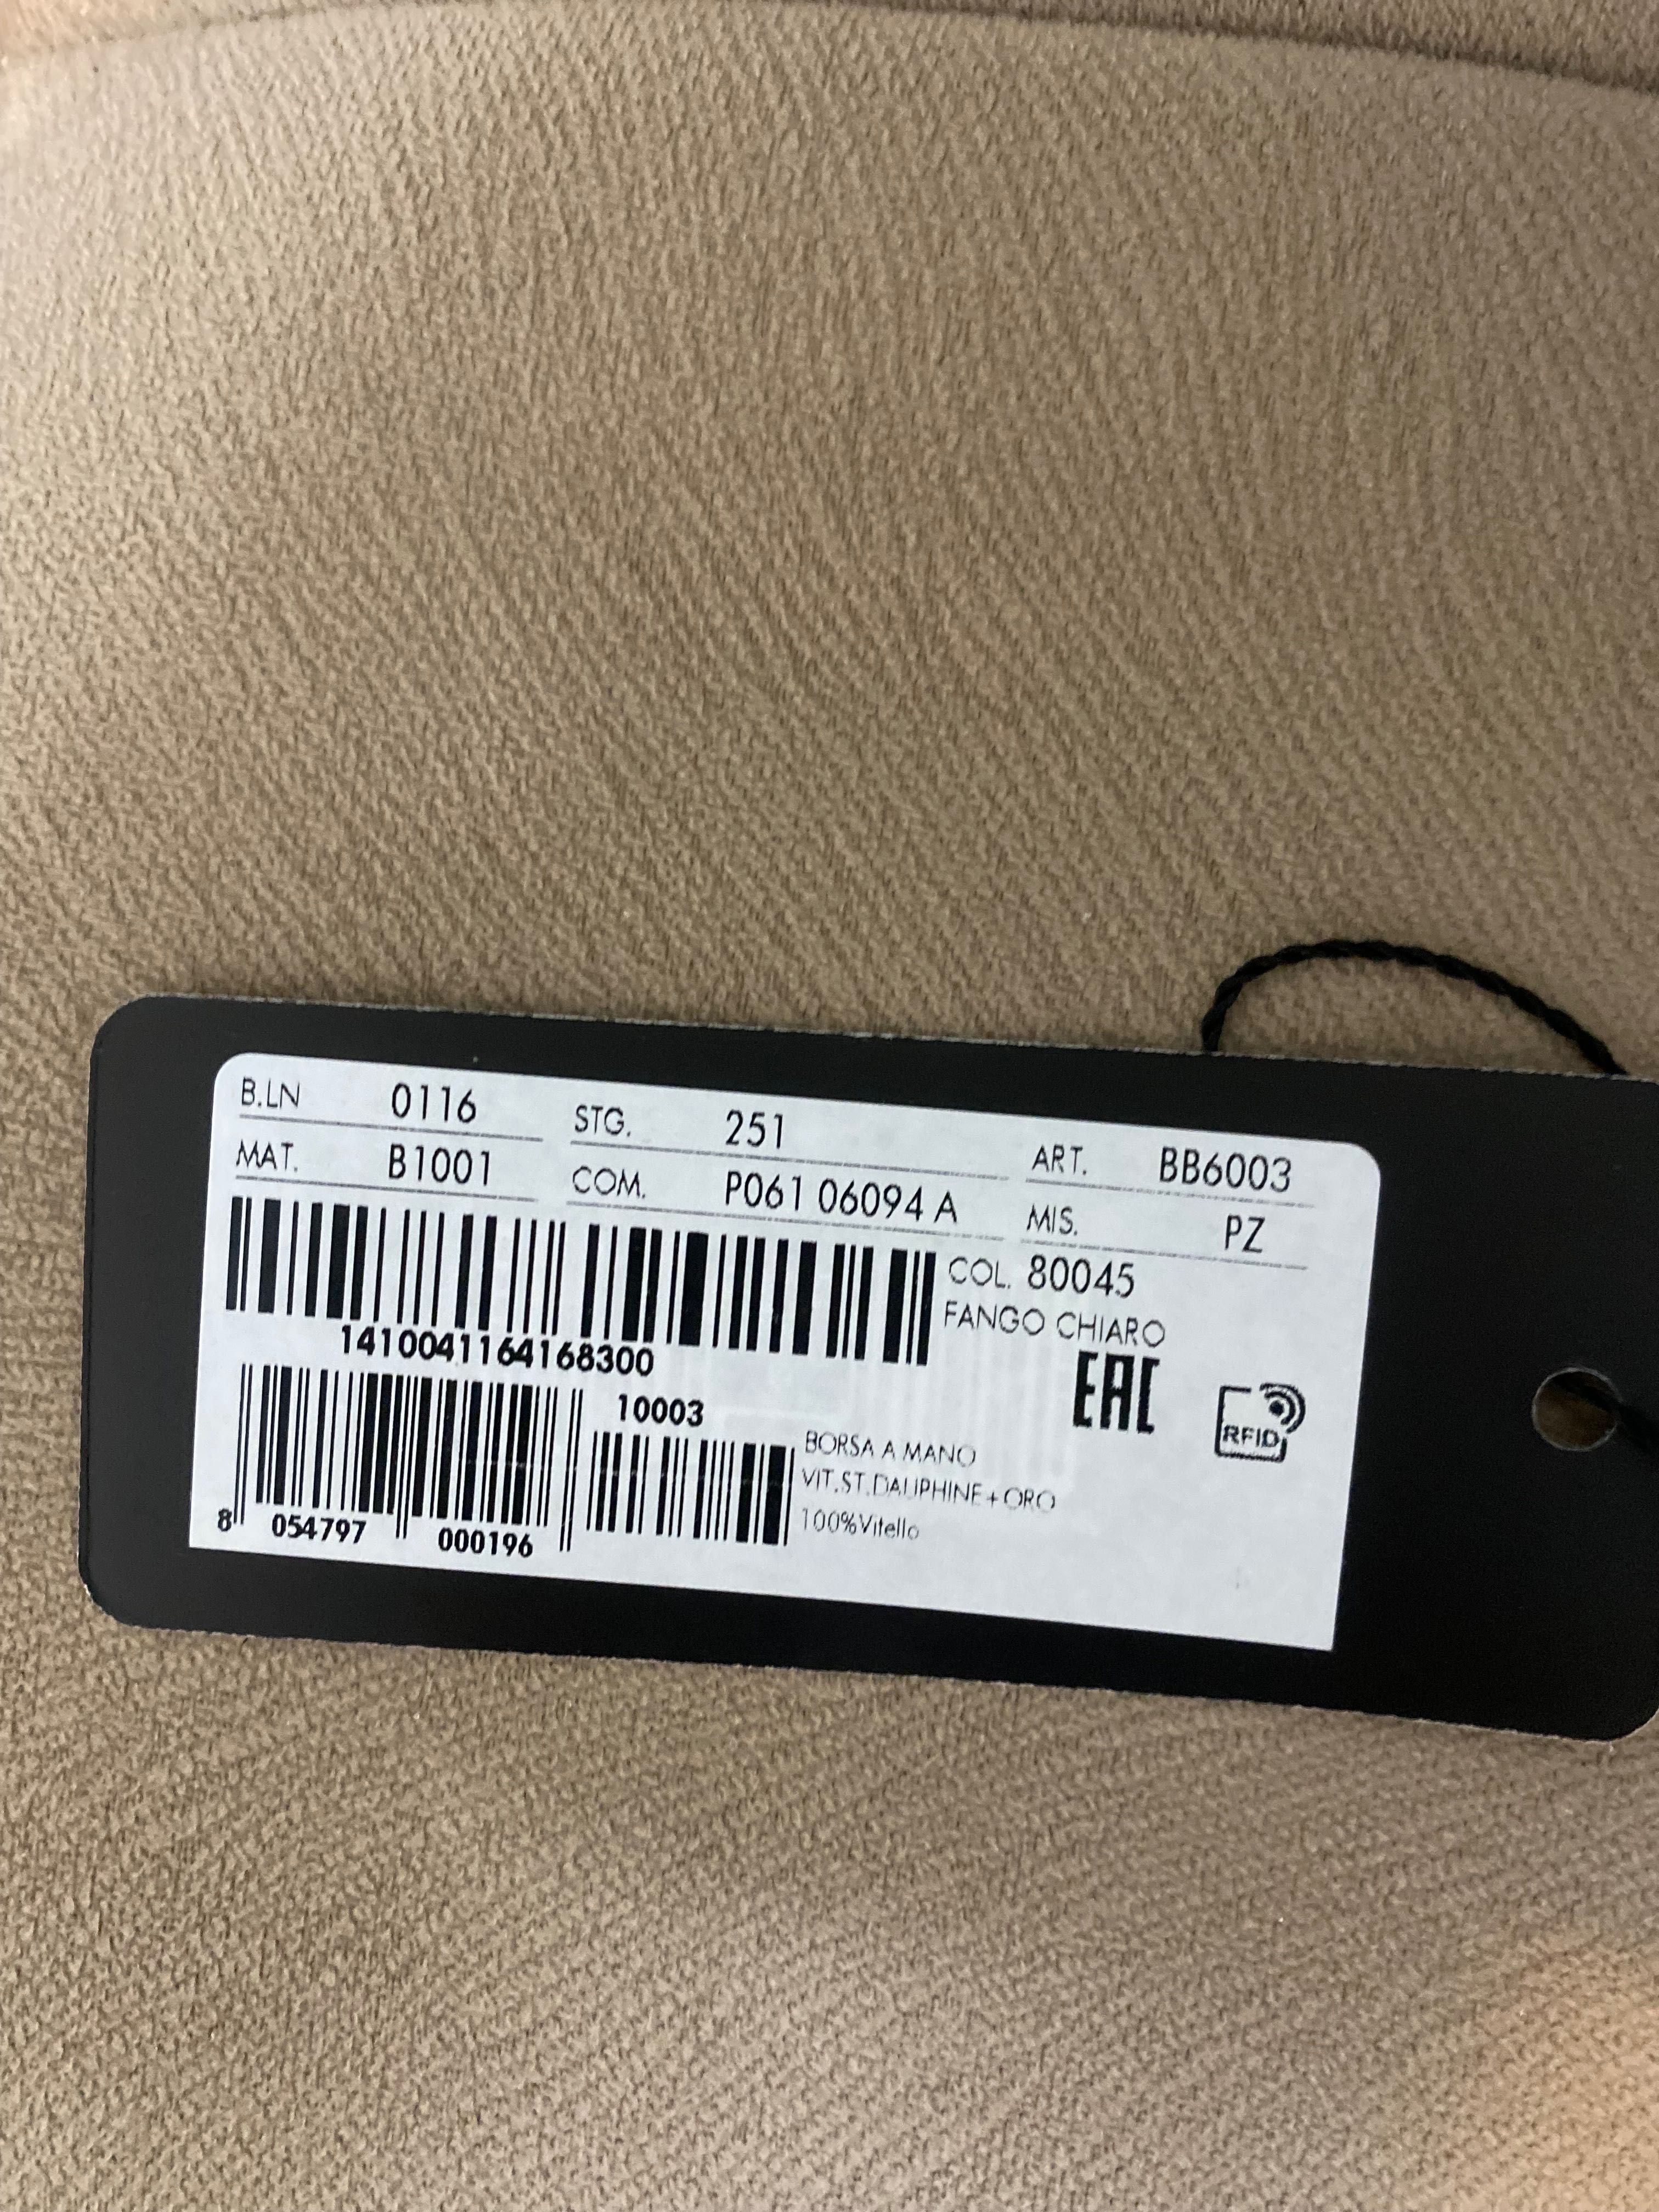 B.LN 0116 STG. 251 ART. BB6003
MAT. B1001 COM. P061 06094 A MIS. PZ
COL. 80045
FANGO CHIARO
1410041164168300
EAC
RFID
10003
BORSA A MANO
VIT.ST.DAUPHINE+ORO
100%Vitello
8 054797 000196